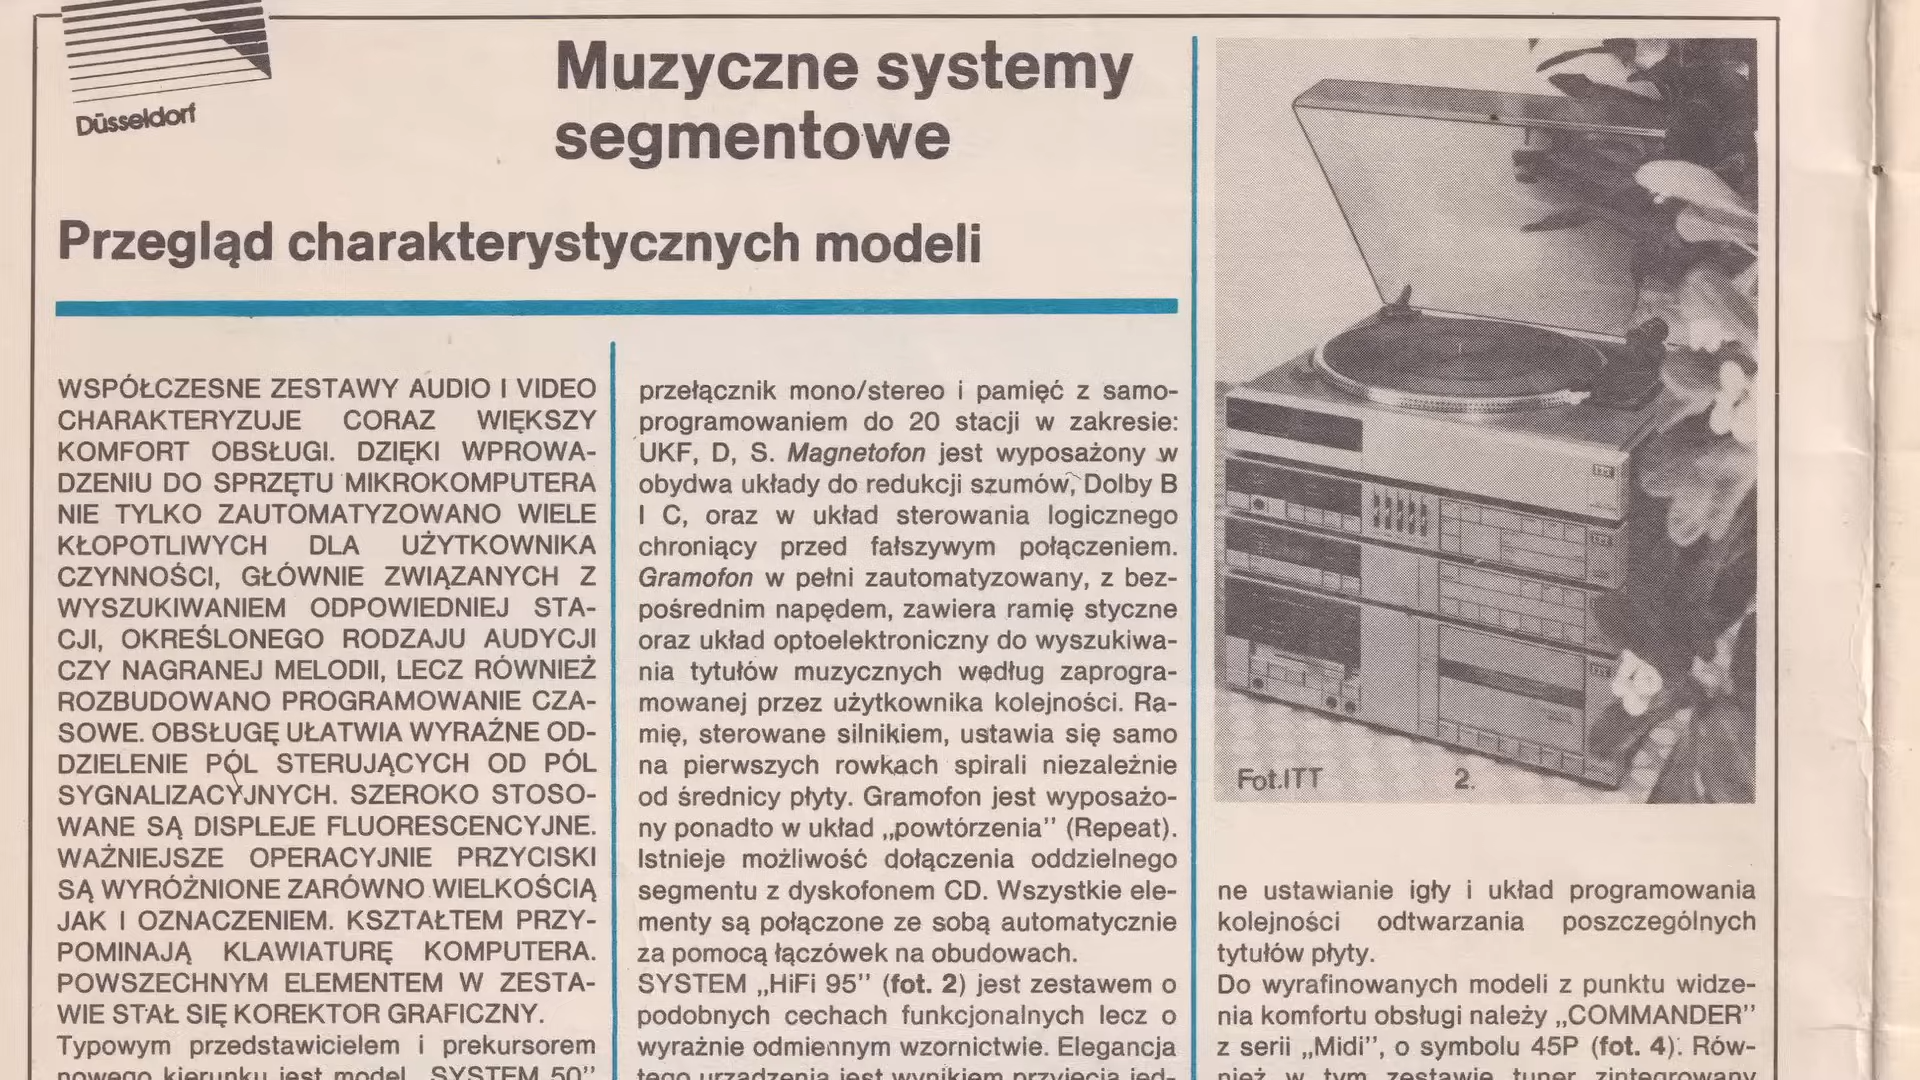 Düsseldorf
Muzyczne systemy
segmentowe
Przegląd charakterystycznych modeli
WSPÓŁCZESNE ZESTAWY AUDIO I VIDEO
CHARAKTERYZUJE CORAZ WIĘKSZY
KOMFORT OBSŁUGI. DZIĘKI WPROWA-
DZENIU DO SPRZĘTU MIKROKOMPUTERA
NIE TYLKO ZAUTOMATYZOWANO WIELE
KŁOPOTLIWYCH DLA UŻYTKOWNIKA
CZYNNOŚCI, GŁÓWNIE ZWIĄZANYCH Z
WYSZUKIWANIEM ODPOWIEDNIEJ STA-
CJI, OKREŚLONEGO RODZAJU AUDYCJI
CZY NAGRANEJ MELODII, LECZ RÓWNIEŻ
ROZBUDOWANO PROGRAMOWANIE CZA-
SOWE. OBSŁUGĘ UŁATWIA WYRAŹNE OD-
DZIELENIE PÓL STERUJĄCYCH OD PÓL
SYGNALIZACYJNYCH. SZEROKO STOSO-
WANE SĄ DISPLEJE FLUORESCENCYJNE.
WAŻNIEJSZE OPERACYJNIE PRZYCISKI
SĄ WYRÓŻNIONE ZARÓWNO WIELKOŚCIĄ
JAK I OZNACZENIEM. KSZTAŁTEM PRZY-
POMINAJĄ KLAWIATURĘ KOMPUTERA.
POWSZECHNYM ELEMENTEM W ZESTA-
WIE STAŁ SIĘ KOREKTOR GRAFICZNY.
Typowym przedstawicielem i prekursorem
nowego kierunku jest model „SYSTEM 50”
przełącznik mono/stereo i pamięć z samo-
programowaniem do 20 stacji w zakresie:
UKF, D, S. Magnetofon jest wyposażony w
obydwa układy do redukcji szumów, Dolby B
I C, oraz w układ sterowania logicznego
chroniący przed fałszywym połączeniem.
Gramofon w pełni zautomatyzowany, z bez-
pośrednim napędem, zawiera ramię styczne
oraz układ optoelektroniczny do wyszukiwa-
nia tytułów muzycznych według zaprogra-
mowanej przez użytkownika kolejności. Ra-
mię, sterowane silnikiem, ustawia się samo
na pierwszych rowkach spirali niezależnie
od średnicy płyty. Gramofon jest wyposażo-
ny ponadto w układ „powtórzenia” (Repeat).
Istnieje możliwość dołączenia oddzielnego
segmentu z dyskofonem CD. Wszystkie ele-
menty są połączone ze sobą automatycznie
za pomocą łączówek na obudowach.
SYSTEM „HiFi 95” (fot. 2) jest zestawem o
podobnych cechach funkcjonalnych lecz o
wyraźnie odmiennym wzornictwie. Elegancja
tego urządzenia jest wynikiem przyjęcia jed-
Fot.ITT 2.
ne ustawianie igły i układ programowania
kolejności odtwarzania poszczególnych
tytułów płyty.
Do wyrafinowanych modeli z punktu widze-
nia komfortu obsługi należy „COMMANDER”
z serii „Midi”, o symbolu 45P (fot. 4). Rów-
nież w tym zestawie tuner zintegrowany